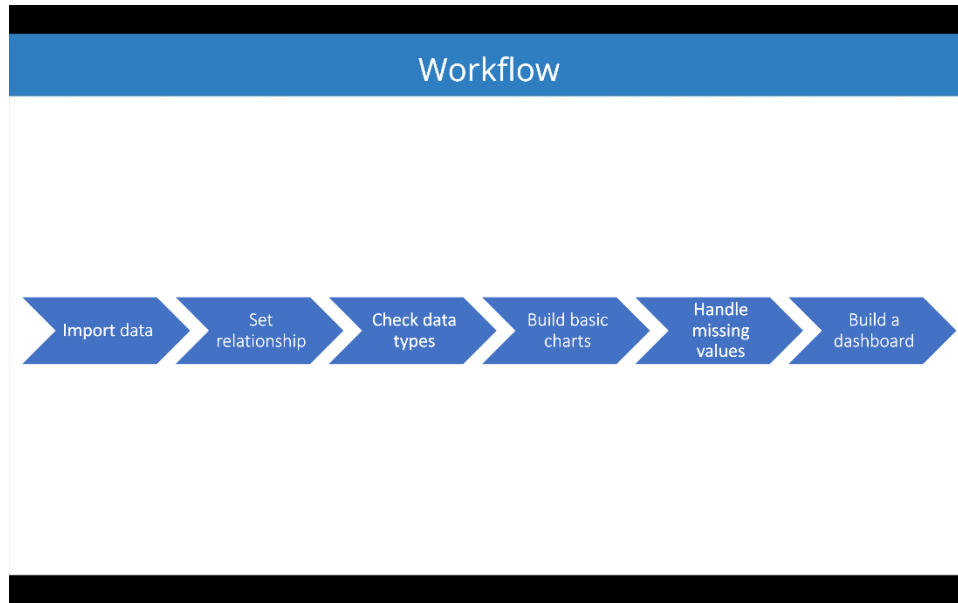 Workflow
Import data
Set
relationship
Check data
types
Build basic
charts
Handle
missing
values
Build a
dashboard